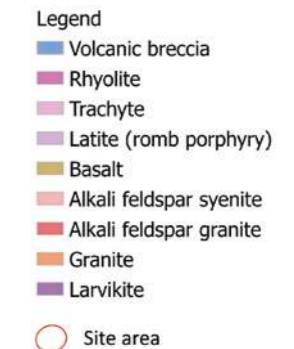 Legend
Volcanic breccia
Rhyolite
Trachyte
Latite (romb porphyry)
Basalt
Alkali feldspar syenite
Alkali feldspar granite
Granite
Larvikite
Site area